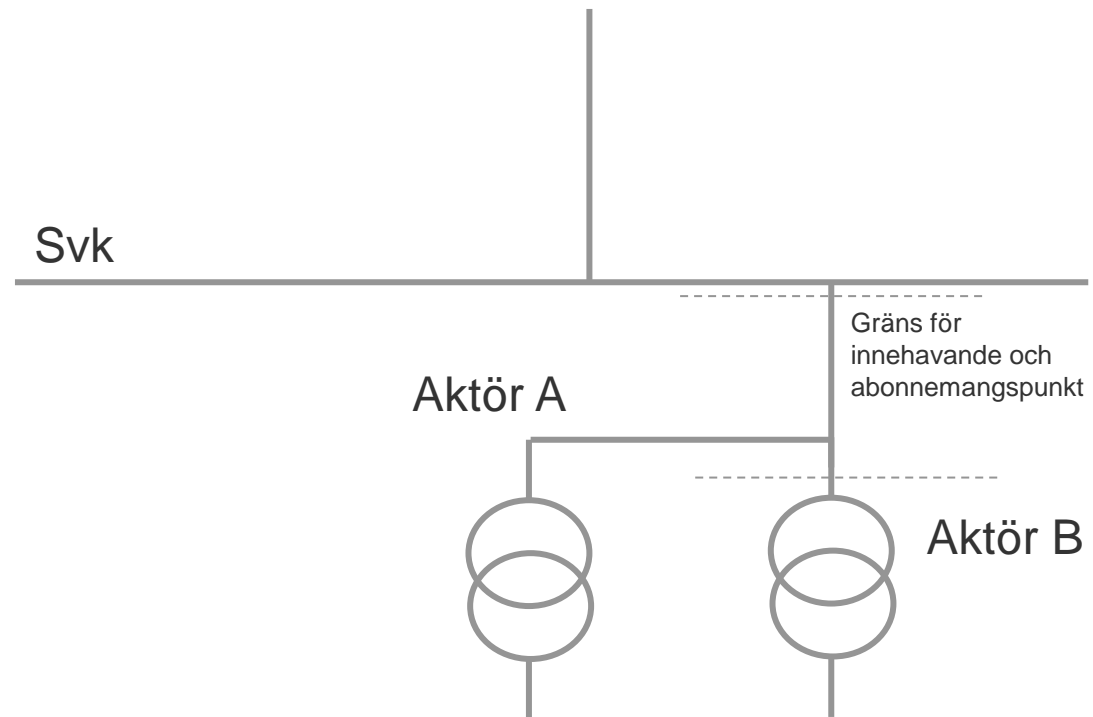 Svk
Gräns för
innehavande och
abonnemangspunkt
Aktör A
Aktör B